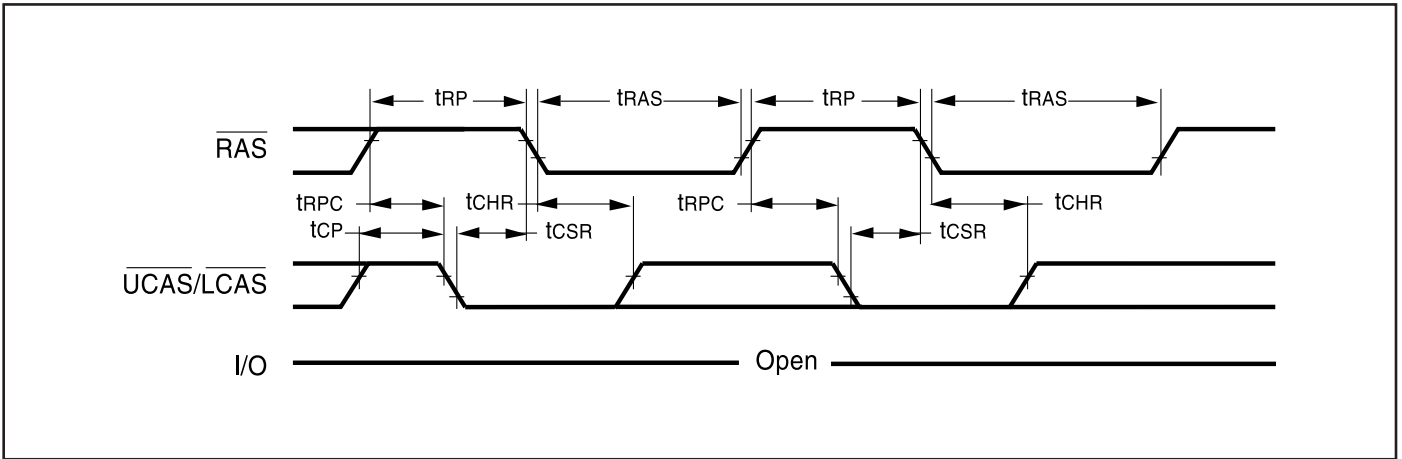 tRP tRAS tRP tRAS
RAS
tRPC tCHR tRPC tCHR
tCP tCSR tCSR
UCAS/LCAS
I/O Open